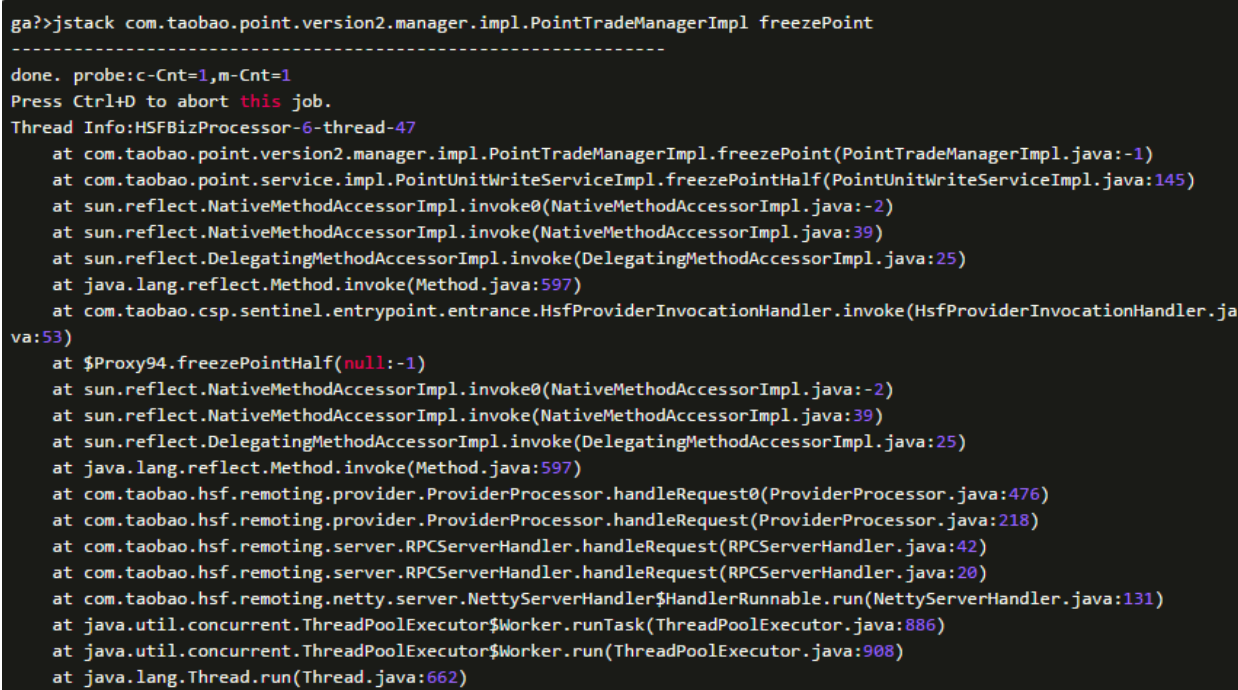 ga?>jstack com.taobao.point.version2.manager.impl.PointTradeManagerImpl freezePoint
---------------------------------------------------------------
done. probe:c-Cnt=1,m-Cnt=1
Press Ctrl+D to abort this job.
Thread Info:HSFBizProcessor-6-thread-47
    at com.taobao.point.version2.manager.impl.PointTradeManagerImpl.freezePoint(PointTradeManagerImpl.java:-1)
    at com.taobao.point.service.impl.PointUnitWriteServiceImpl.freezePointHalf(PointUnitWriteServiceImpl.java:145)
    at sun.reflect.NativeMethodAccessorImpl.invoke0(NativeMethodAccessorImpl.java:-2)
    at sun.reflect.NativeMethodAccessorImpl.invoke(NativeMethodAccessorImpl.java:39)
    at sun.reflect.DelegatingMethodAccessorImpl.invoke(DelegatingMethodAccessorImpl.java:25)
    at java.lang.reflect.Method.invoke(Method.java:597)
    at com.taobao.csp.sentinel.entrypoint.entrance.HsfProviderInvocationHandler.invoke(HsfProviderInvocationHandler.ja
va:53)
    at $Proxy94.freezePointHalf(null:-1)
    at sun.reflect.NativeMethodAccessorImpl.invoke0(NativeMethodAccessorImpl.java:-2)
    at sun.reflect.NativeMethodAccessorImpl.invoke(NativeMethodAccessorImpl.java:39)
    at sun.reflect.DelegatingMethodAccessorImpl.invoke(DelegatingMethodAccessorImpl.java:25)
    at java.lang.reflect.Method.invoke(Method.java:597)
    at com.taobao.hsf.remoting.provider.ProviderProcessor.handleRequest0(ProviderProcessor.java:476)
    at com.taobao.hsf.remoting.provider.ProviderProcessor.handleRequest(ProviderProcessor.java:218)
    at com.taobao.hsf.remoting.server.RPCServerHandler.handleRequest(RPCServerHandler.java:42)
    at com.taobao.hsf.remoting.server.RPCServerHandler.handleRequest(RPCServerHandler.java:20)
    at com.taobao.hsf.remoting.netty.server.NettyServerHandler$HandlerRunnable.run(NettyServerHandler.java:131)
    at java.util.concurrent.ThreadPoolExecutor$Worker.runTask(ThreadPoolExecutor.java:886)
    at java.util.concurrent.ThreadPoolExecutor$Worker.run(ThreadPoolExecutor.java:908)
    at java.lang.Thread.run(Thread.java:662)